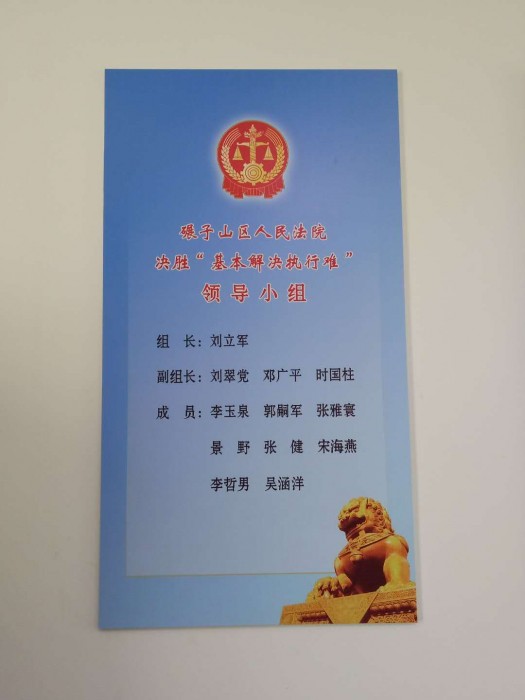 碾子山区人民法院
决胜“基本解决执行难”
领导小组
组 长：刘立军
副组长：刘翠党 邓广平 时国柱
成 员：李玉泉 郭嗣军 张雅寰
景 野 张 健 宋海燕
李哲男 吴涵洋